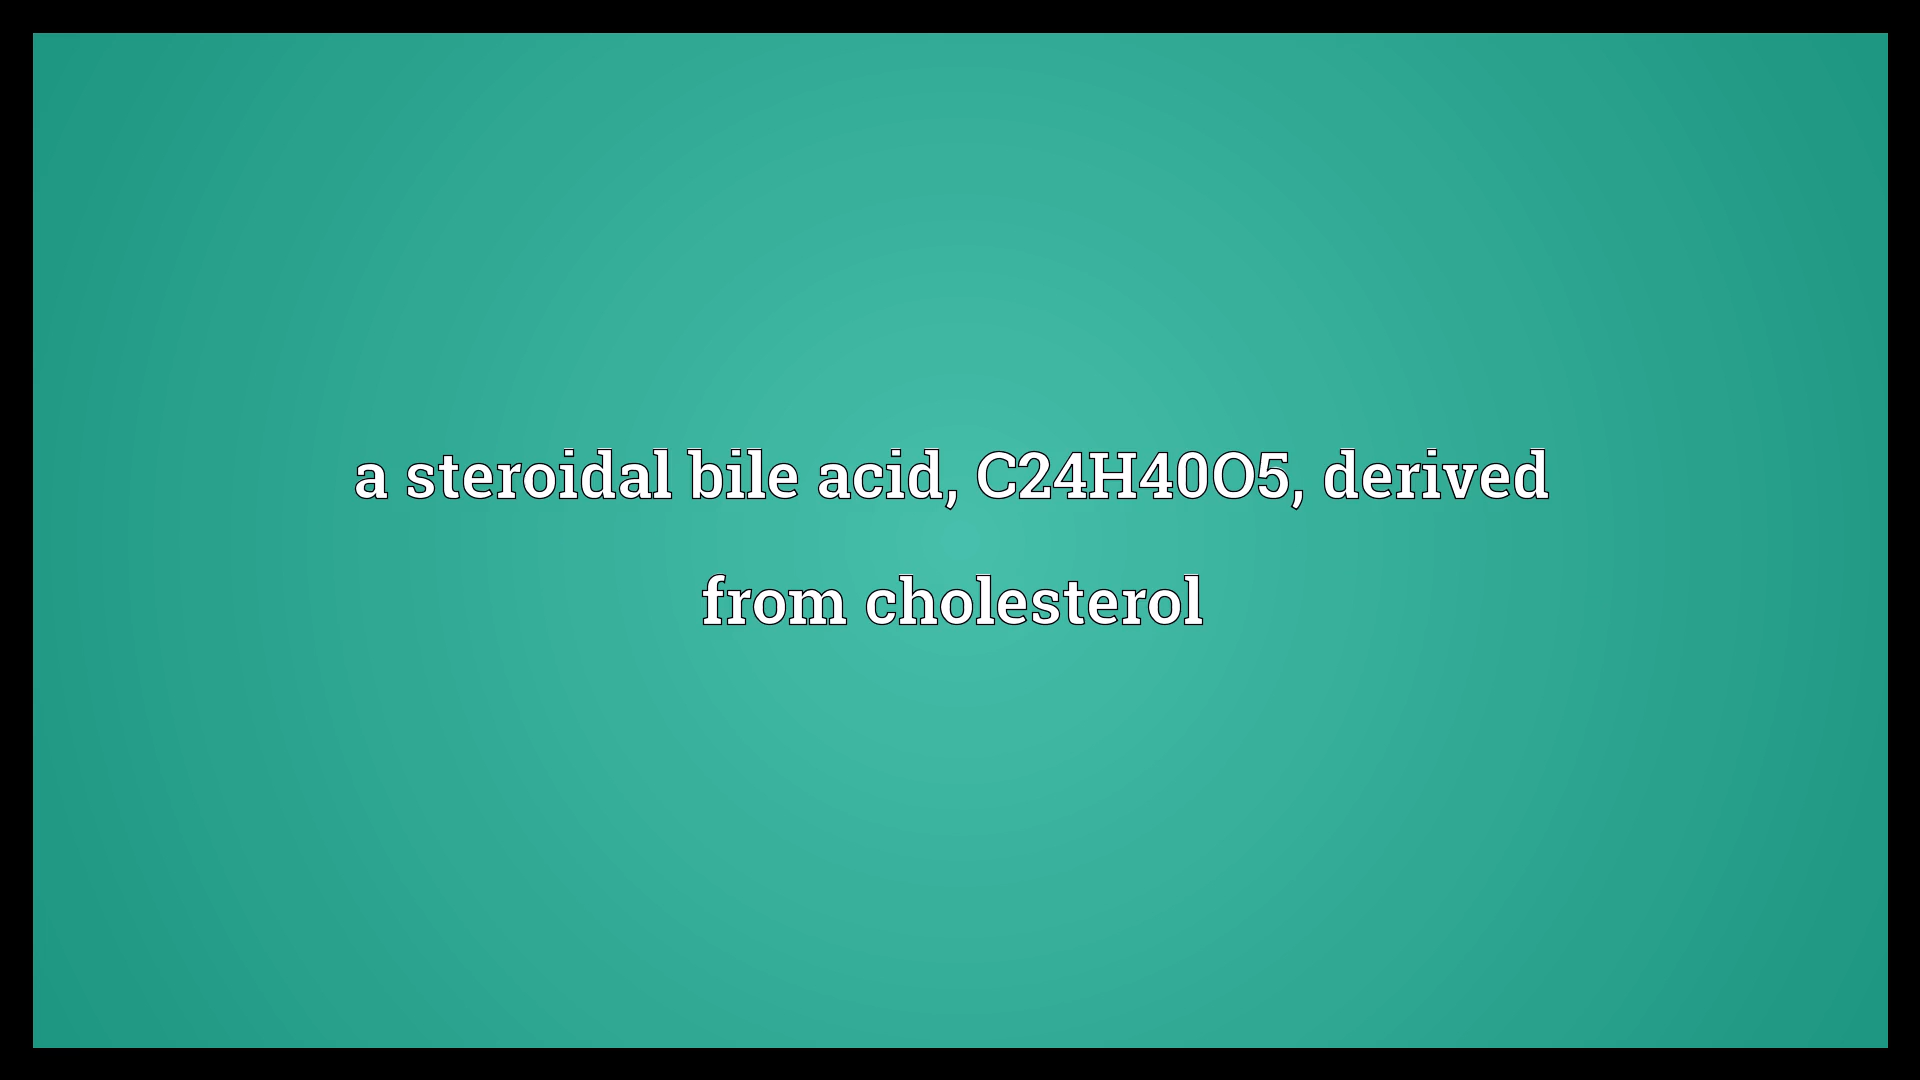 a steroidal bile acid, C24H40O5, derived
from cholesterol